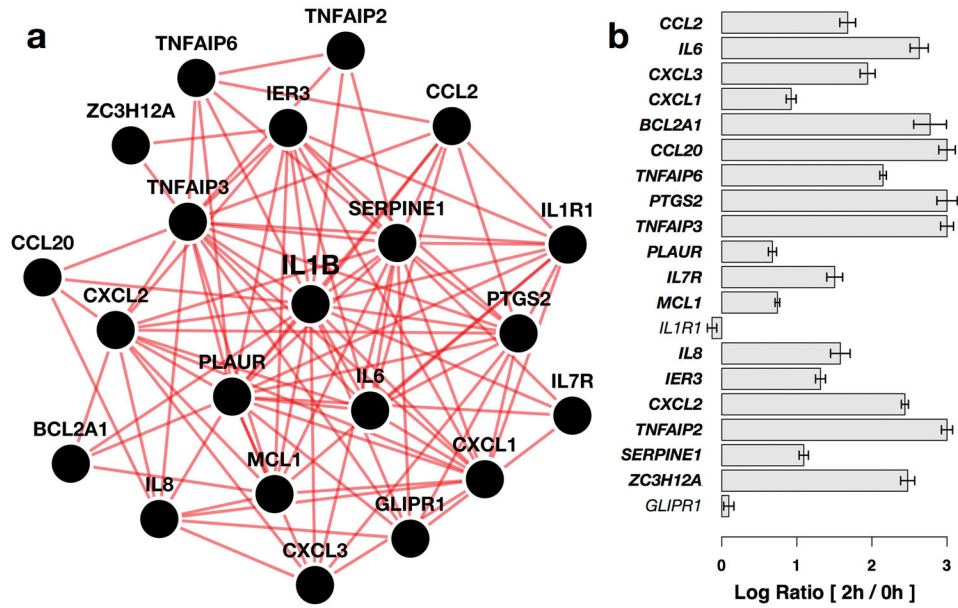 a
TNFAIP2
TNFAIP6
IER3
CCL2
ZC3H12A
TNFAIP3
SERPINE1
IL1R1
CCL20
IL1B
CXCL2
PTGS2
PLAUR
IL6
IL7R
BCL2A1
CXCL1
MCL1
IL8
GLIPR1
CXCL3
b
CCL2
IL6
CXCL3
CXCL1
BCL2A1
CCL20
TNFAIP6
PTGS2
TNFAIP3
PLAUR
IL7R
MCL1
IL1R1
IL8
IER3
CXCL2
TNFAIP2
SERPINE1
ZC3H12A
GLIPR1
0 1 2 3
Log Ratio [ 2h / 0h ]